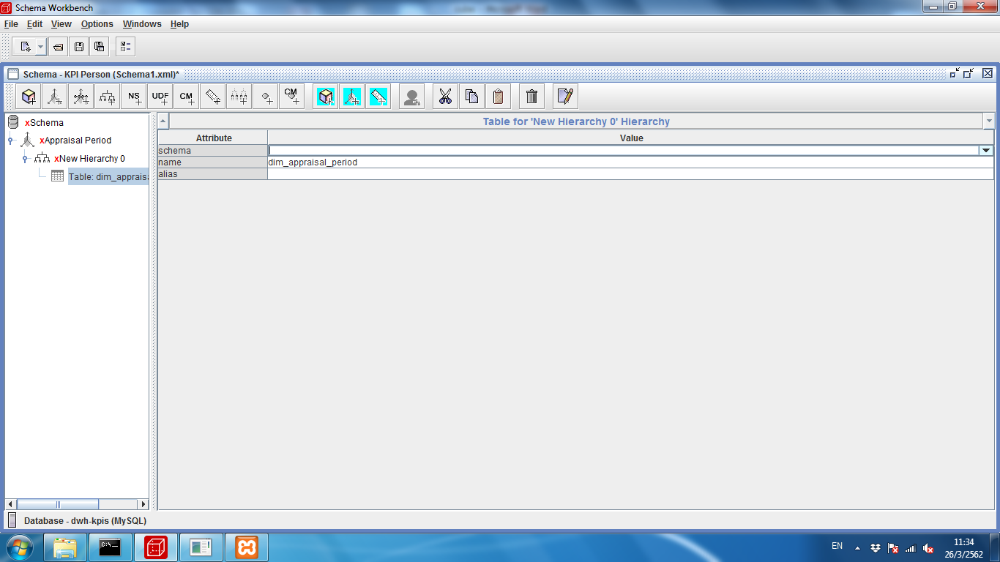 Schema Workbench
File Edit View Options Windows Help
Schema - KPI Person (Schema1.xml)*
NS UDF CM CM
xSchema
xAppraisal Period
xNew Hierarchy 0
Table: dim_apprais
Table for 'New Hierarchy 0' Hierarchy
Attribute Value
schema
name dim_appraisal_period
alias
Database - dwh-kpis (MySQL)
C:\.
EN
11:34
26/3/2562